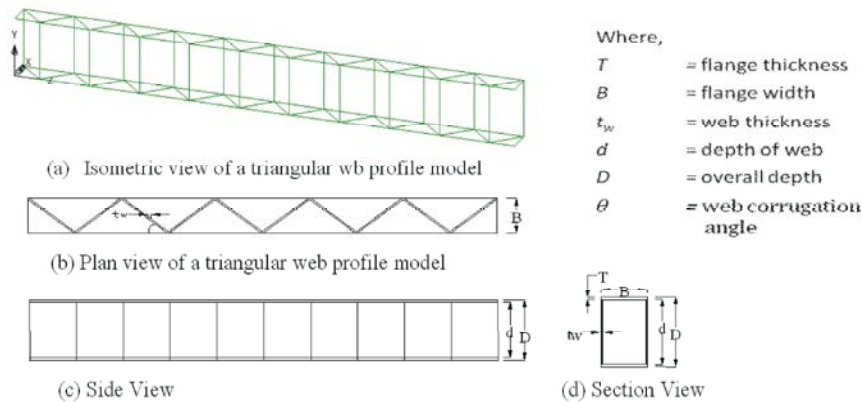 Y
X
Z
(a) Isometric view of a triangular wb profile model
tw
B
(b) Plan view of a triangular web profile model
d D
(c) Side View
Where,
T = flange thickness
B = flange width
tw = web thickness
d = depth of web
D = overall depth
θ = web corrugation
angle
T
B
tw
d D
(d) Section View